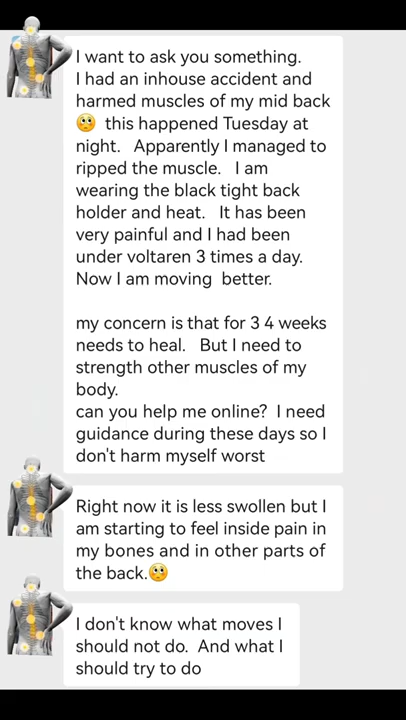 I want to ask you something.
I had an inhouse accident and
harmed muscles of my mid back
🥺 this happened Tuesday at
night. Apparently I managed to
ripped the muscle. I am
wearing the black tight back
holder and heat. It has been
very painful and I had been
under voltaren 3 times a day.
Now I am moving better.
my concern is that for 3 4 weeks
needs to heal. But I need to
strength other muscles of my
body.
can you help me online? I need
guidance during these days so I
don't harm myself worst
Right now it is less swollen but I
am starting to feel inside pain in
my bones and in other parts of
the back.🥺
I don't know what moves I
should not do. And what I
should try to do